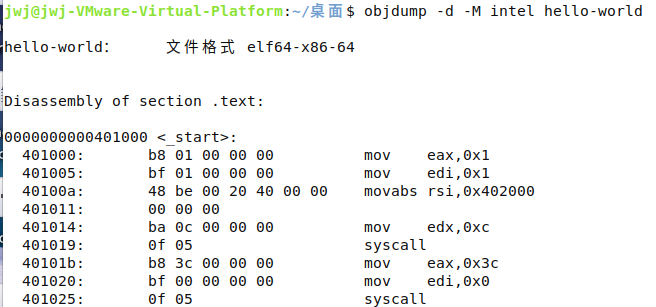 jwj@jwj-VMware-Virtual-Platform:~/桌面$ objdump -d -M intel hello-world
hello-world：     文件格式 elf64-x86-64
Disassembly of section .text:
0000000000401000 <_start>:
  401000:       b8 01 00 00 00          mov    eax,0x1
  401005:       bf 01 00 00 00          mov    edi,0x1
  40100a:       48 be 00 20 40 00 00    movabs rsi,0x402000
  401011:       00 00 00
  401014:       ba 0c 00 00 00          mov    edx,0xc
  401019:       0f 05                   syscall
  40101b:       b8 3c 00 00 00          mov    eax,0x3c
  401020:       bf 00 00 00 00          mov    edi,0x0
  401025:       0f 05                   syscall